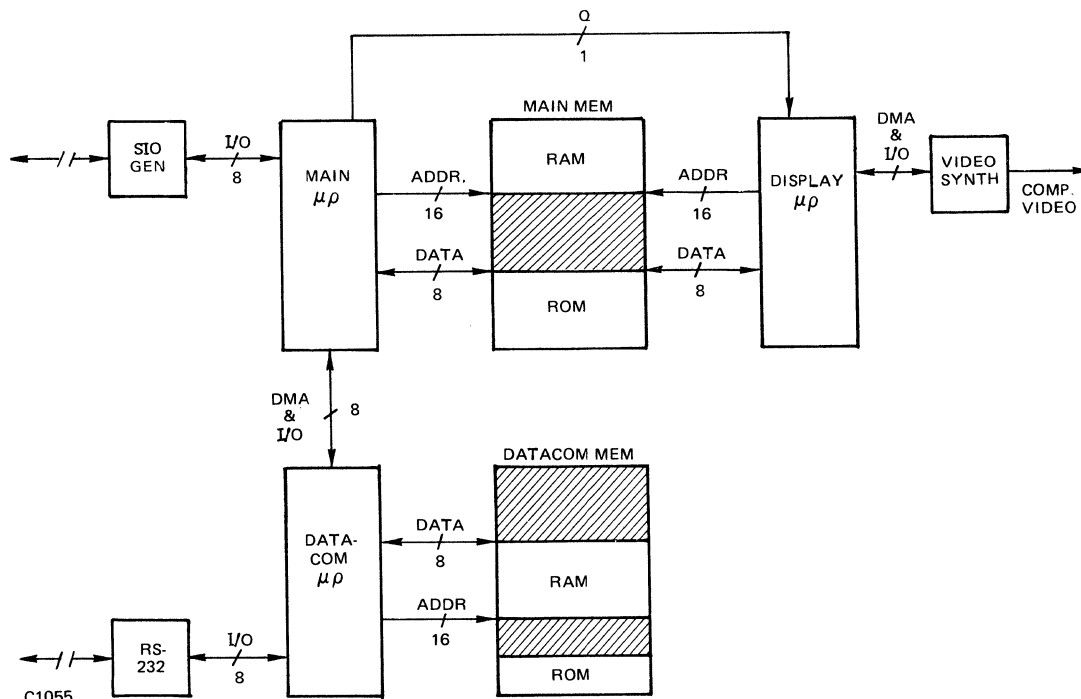 Q
1
MAIN MEM
SIO
GEN
I/O
8
MAIN
μρ
ADDR.
16
DATA
8
RAM
ROM
ADDR
16
DATA
8
DISPLAY
μρ
DMA
&
I/O
VIDEO
SYNTH
COMP.
VIDEO
DMA
&
I/O
8
DATACOM MEM
DATA-
COM
μρ
DATA
8
ADDR
16
RAM
ROM
RS-
232
I/O
8
C1055